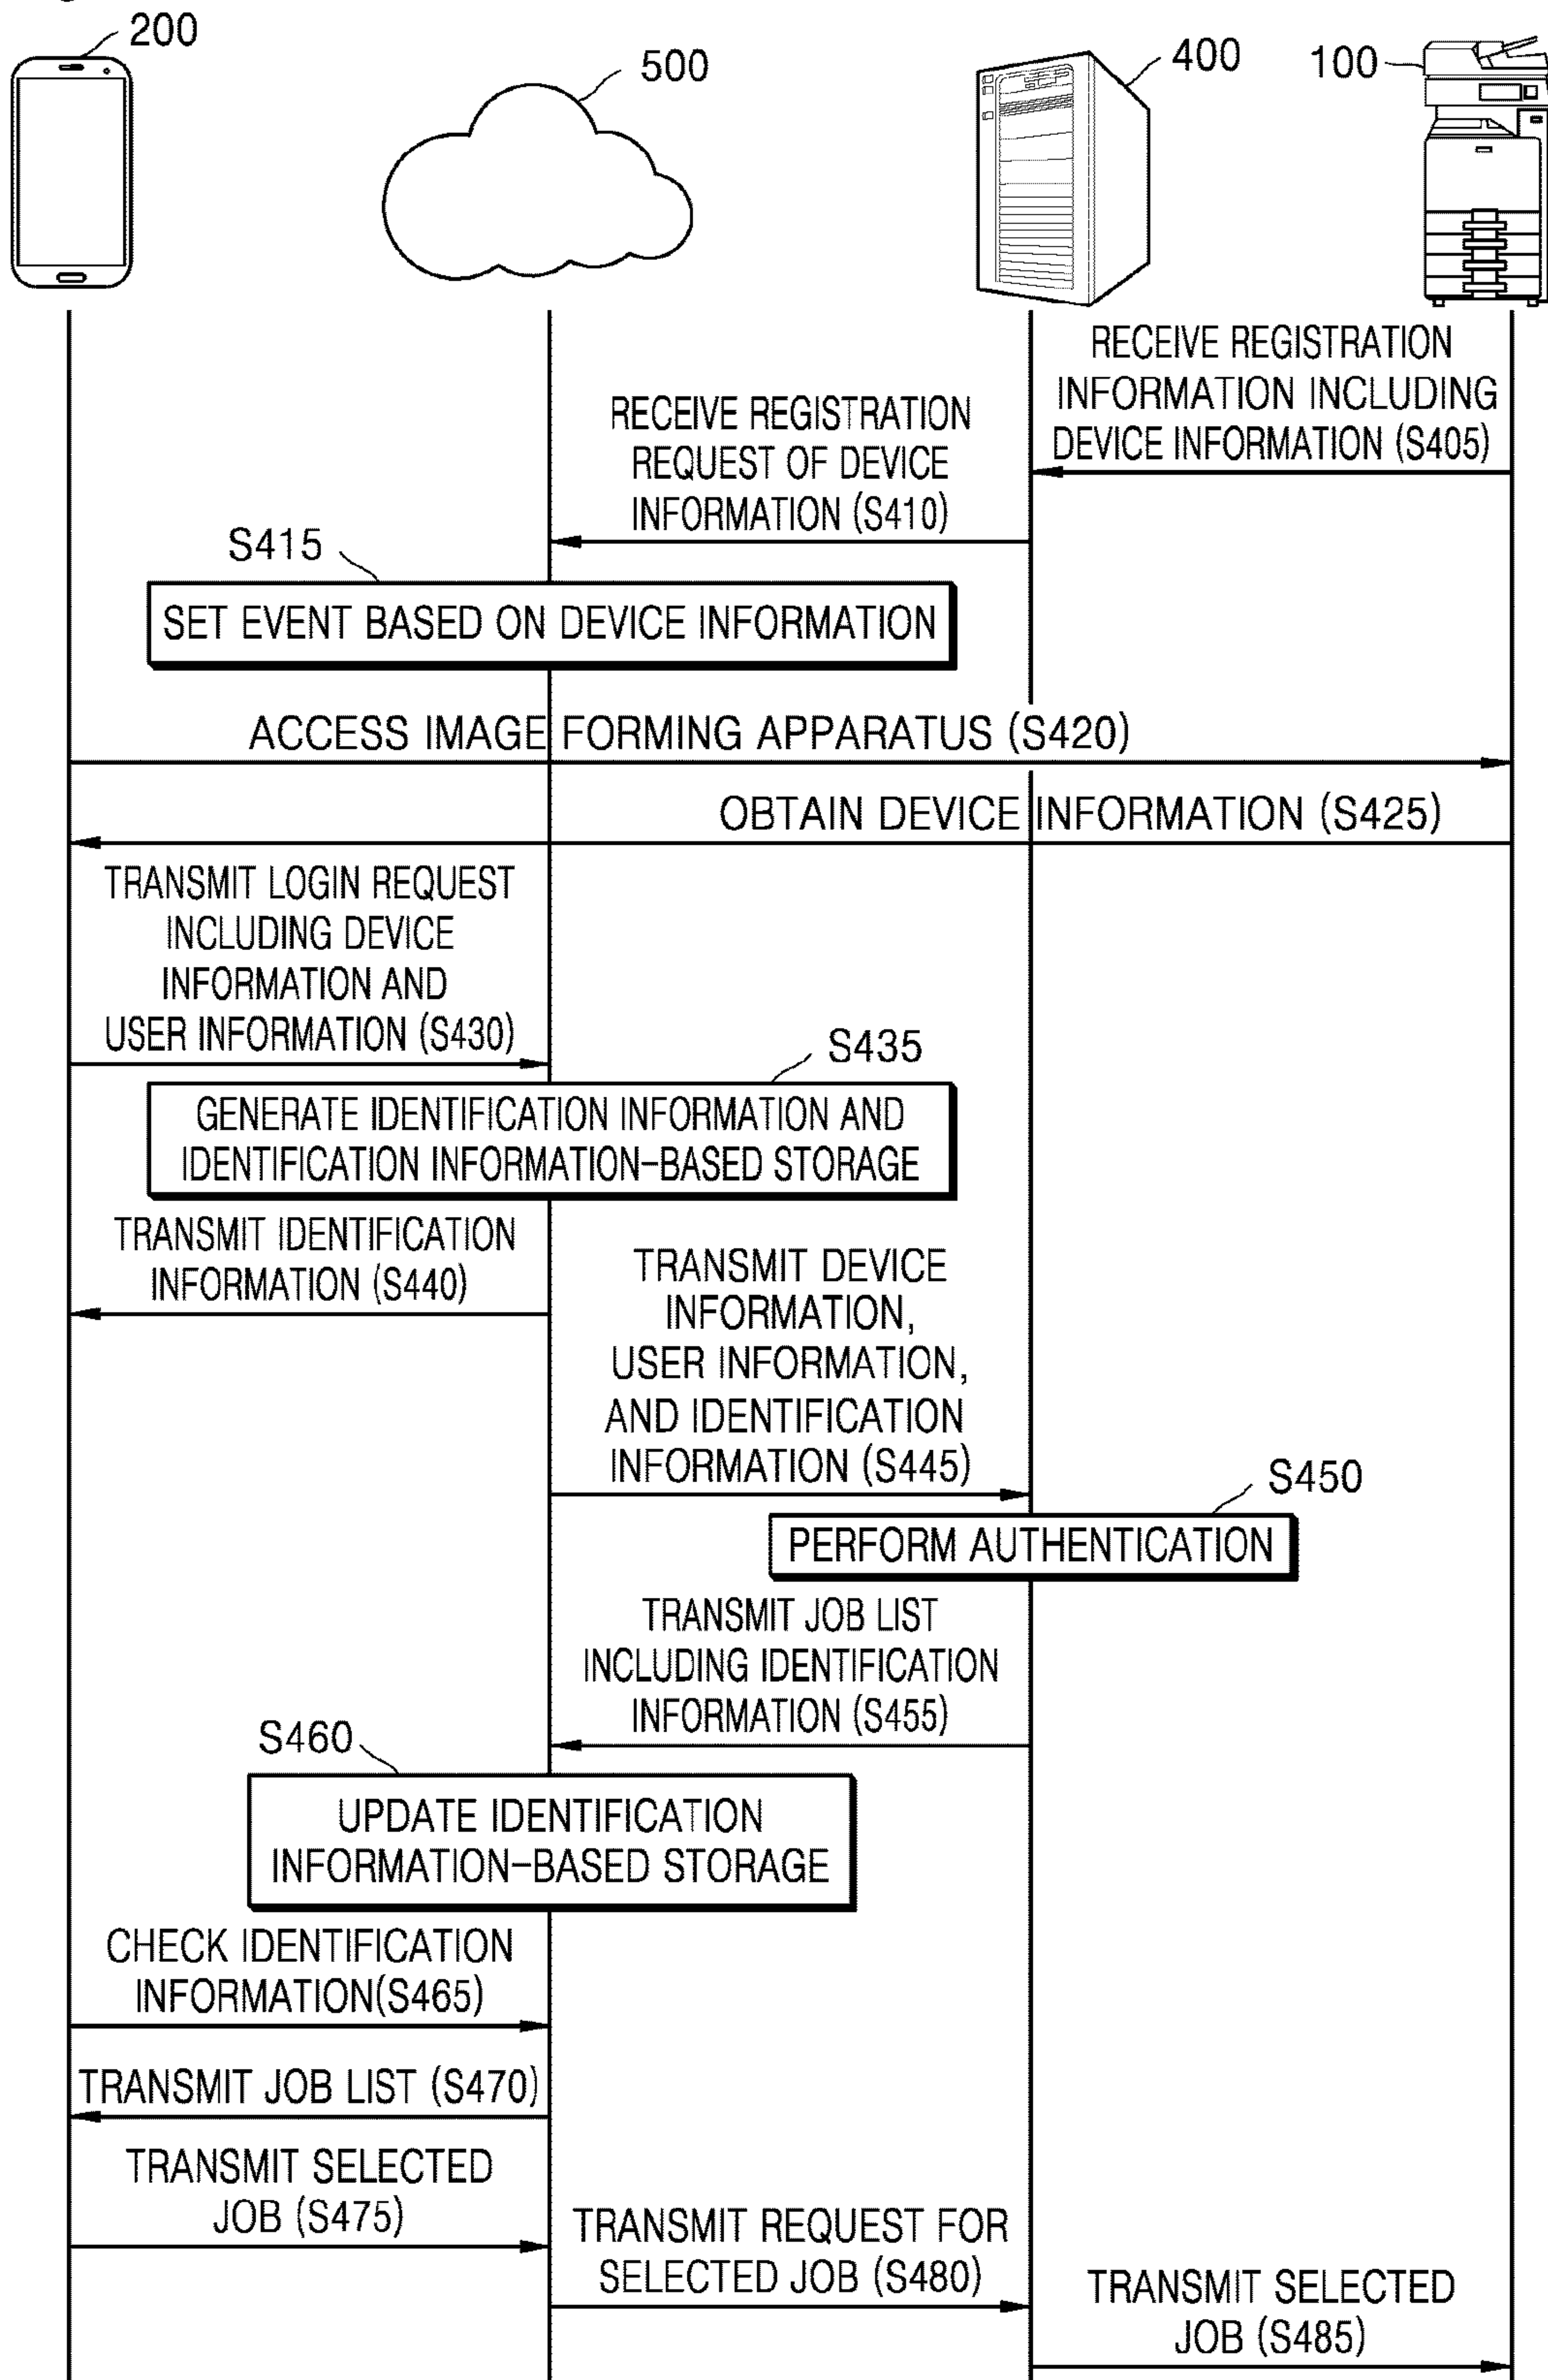 200
500
400
100
RECEIVE REGISTRATION
INFORMATION INCLUDING
DEVICE INFORMATION (S405)
RECEIVE REGISTRATION
REQUEST OF DEVICE
INFORMATION (S410)
S415
SET EVENT BASED ON DEVICE INFORMATION
ACCESS IMAGE FORMING APPARATUS (S420)
OBTAIN DEVICE INFORMATION (S425)
TRANSMIT LOGIN REQUEST
INCLUDING DEVICE
INFORMATION AND
USER INFORMATION (S430)
S435
GENERATE IDENTIFICATION INFORMATION AND
IDENTIFICATION INFORMATION-BASED STORAGE
TRANSMIT IDENTIFICATION
INFORMATION (S440)
TRANSMIT DEVICE
INFORMATION,
USER INFORMATION,
AND IDENTIFICATION
INFORMATION (S445)
S450
PERFORM AUTHENTICATION
TRANSMIT JOB LIST
INCLUDING IDENTIFICATION
INFORMATION (S455)
S460
UPDATE IDENTIFICATION
INFORMATION-BASED STORAGE
CHECK IDENTIFICATION
INFORMATION(S465)
TRANSMIT JOB LIST (S470)
TRANSMIT SELECTED
JOB (S475)
TRANSMIT REQUEST FOR
SELECTED JOB (S480)
TRANSMIT SELECTED
JOB (S485)